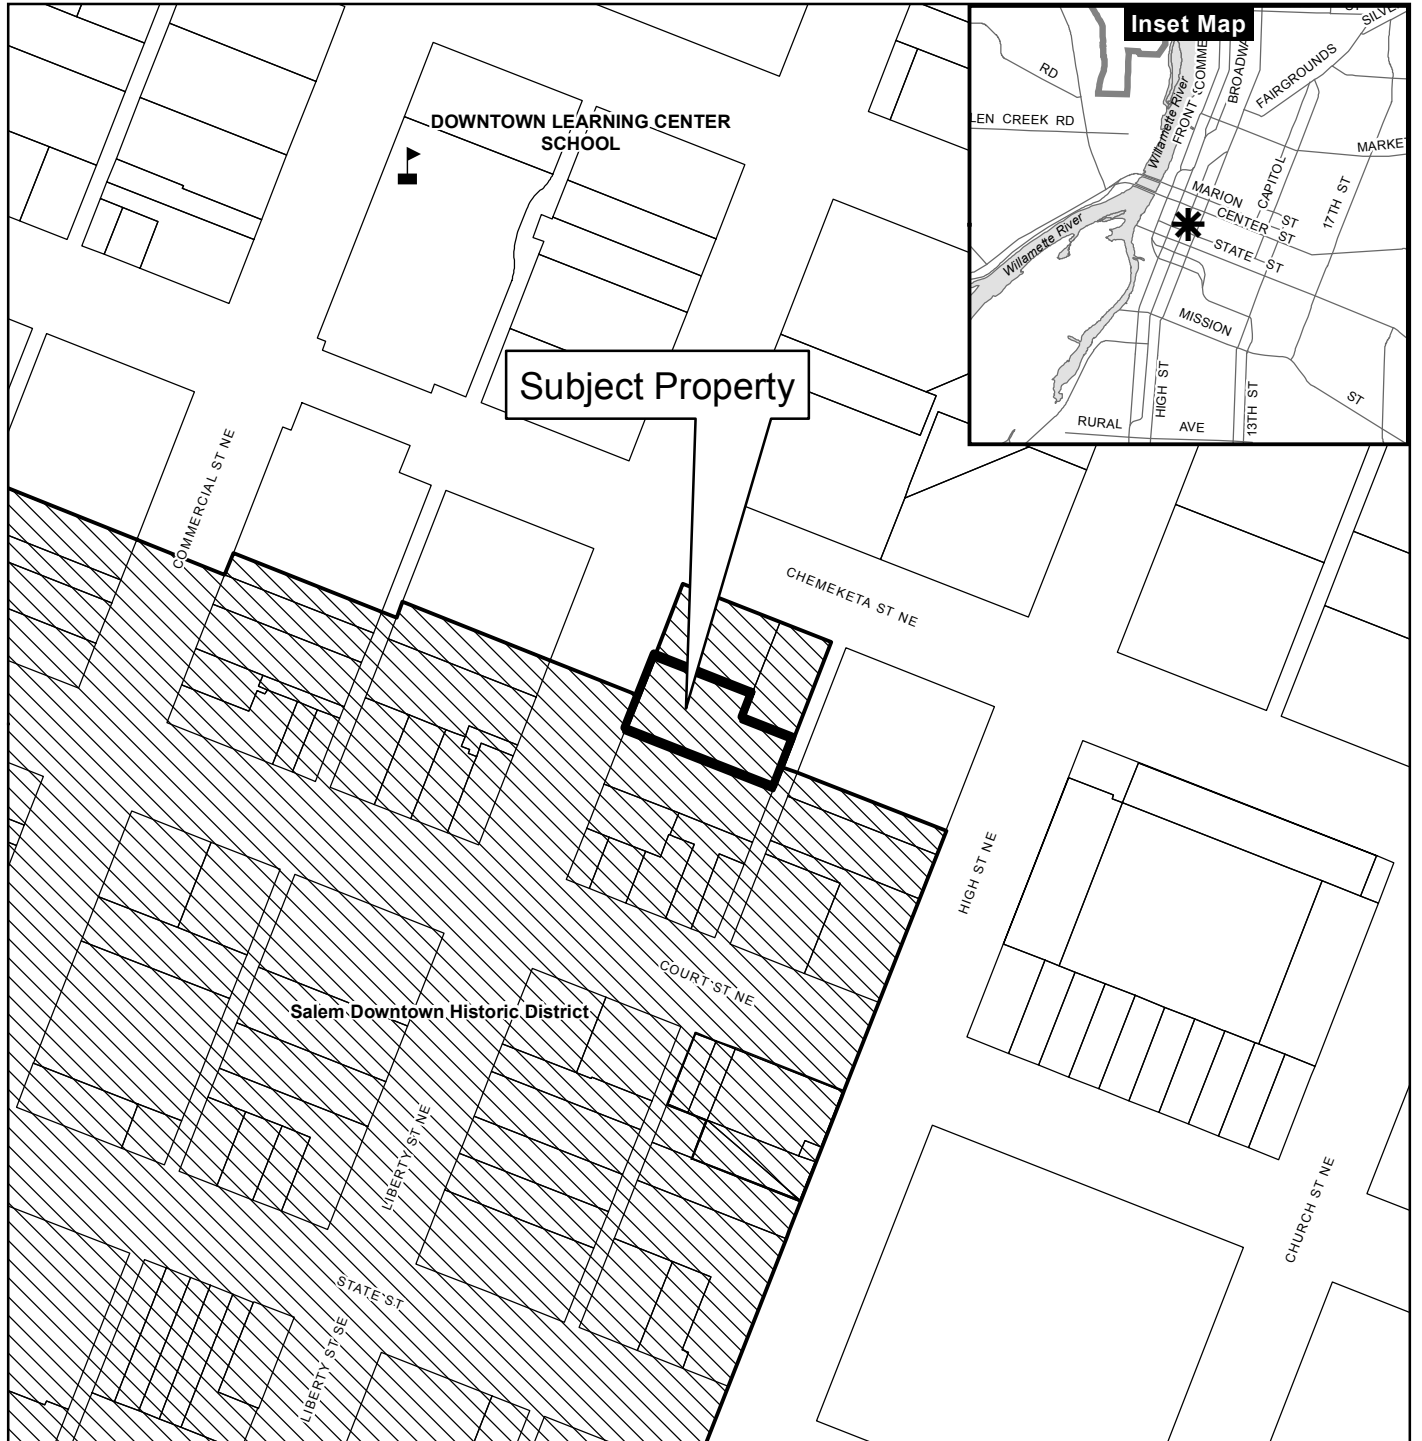 Inset Map
SILVE
RD
FAIRGROUNDS
BROADWA
COMME
FRONT
Willamette River
LEN CREEK RD
MARKET
CAPITOL
17TH ST
MARION ST
CENTER ST
STATE ST
Willamette River
MISSION ST
HIGH ST
13TH ST
RURAL AVE
DOWNTOWN LEARNING CENTER
SCHOOL
Subject Property
COMMERCIAL ST NE
CHEMEKETA ST NE
HIGH ST NE
COURT ST NE
Salem Downtown Historic District
LIBERTY ST NE
CHURCH ST NE
STATE ST
LIBERTY ST SE